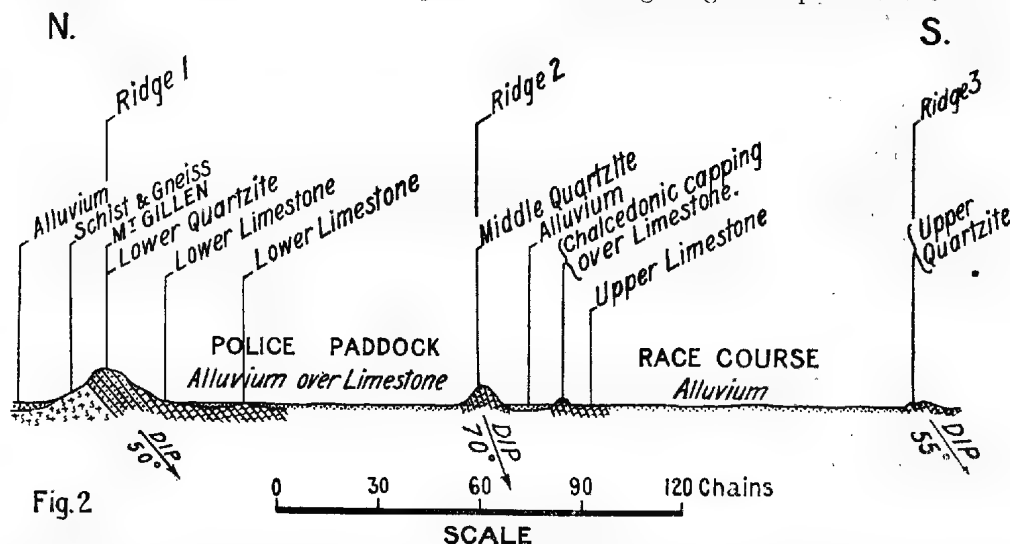 N.
S.
Ridge 1
Ridge 2
Ridge 3
Alluvium
Schist & Gneiss
MT GILLEN
Lower Quartzite
Lower Limestone
Lower Limestone
Middle Quartzite
Alluvium
Chalcedonic capping
over Limestone.
Upper Limestone
Upper
Quartzite
POLICE PADDOCK
Alluvium over Limestone
RACE COURSE
Alluvium
DIP
50°
DIP
70°
DIP
55°
Fig. 2
0 30 60 90 120 Chains
SCALE